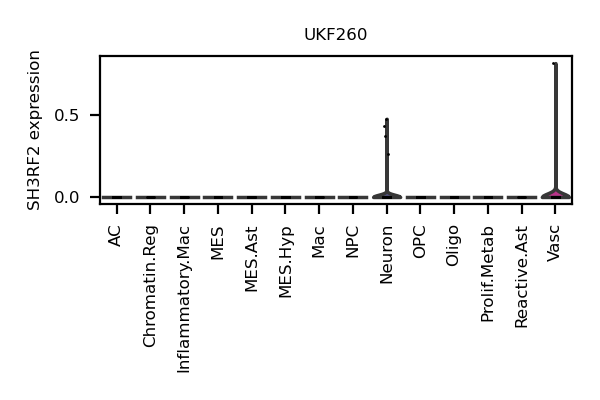 UKF260
SH3RF2 expression
0.5
0.0
AC
Chromatin.Reg
Inflammatory.Mac
MES
MES.Ast
MES.Hyp
Mac
NPC
Neuron
OPC
Oligo
Prolif.Metab
Reactive.Ast
Vasc